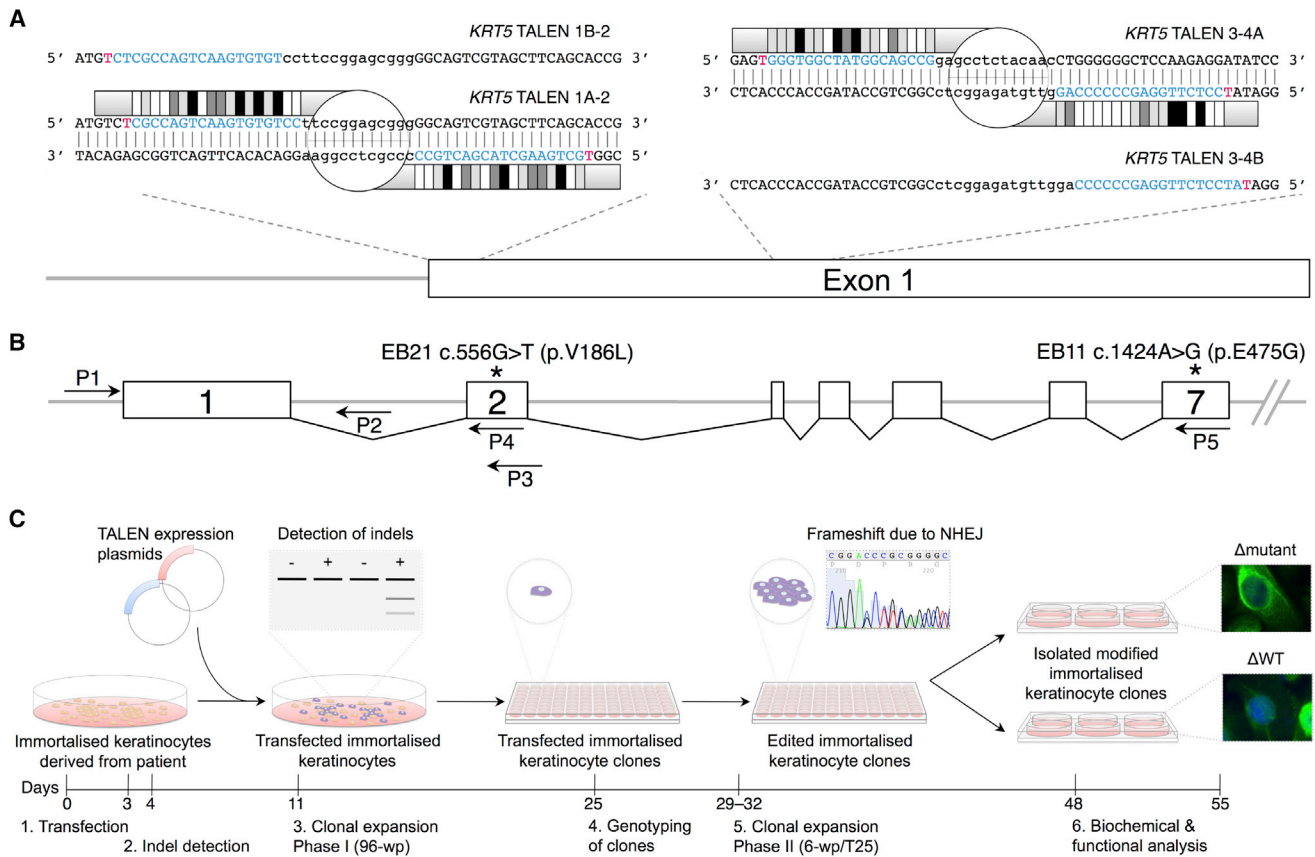 A
KRT5 TALEN 1B-2
5' ATGTCTCGCCAGTCAAGTGTGTccttccggagcgggGGCAGTCGTAGCTTCAGCACCG 3'
KRT5 TALEN 1A-2
5' ATGTCTCGCCAGTCAAGTGTGTCCttccggagcgggGGCAGTCGTAGCTTCAGCACCG 3'
3' TACAGAGCGGTCAGTTCACACAGGaaggcctcgcccCCGTCAGCATCGAAGTCGTGGC 5'
KRT5 TALEN 3-4A
5' GAGTGGGTGGCTATGGCAGCCGgagcctctacaacCTGGGGGGCTCCAAGAGGATATCC 3'
3' CTCACCCACCGATACCGTCGGCctcggagatgttgGACCCCCCGAGGTTCTCCTATAGG 5'
KRT5 TALEN 3-4B
3' CTCACCCACCGATACCGTCGGCctcggagatgttggaCCCCCCGAGGTTCTCCTATAGG 5'
Exon 1
B
EB21 c.556G>T (p.V186L)
EB11 c.1424A>G (p.E475G)
* *
P1
1
2
7
P2
P4
P5
P3
C
TALEN expression
plasmids
Detection of indels
- + - +
Frameshift due to NHEJ
C G G A C C C G C G G G G C
P D P R G
210 220
Δmutant
ΔWT
Isolated modified
immortalised
keratinocyte clones
Immortalised keratinocytes
derived from patient
Transfected immortalised
keratinocytes
Transfected immortalised
keratinocyte clones
Edited immortalised
keratinocyte clones
Days
0 3 4 11 25 29–32 48 55
1. Transfection
2. Indel detection
3. Clonal expansion
Phase I (96-wp)
4. Genotyping
of clones
5. Clonal expansion
Phase II (6-wp/T25)
6. Biochemical &
functional analysis